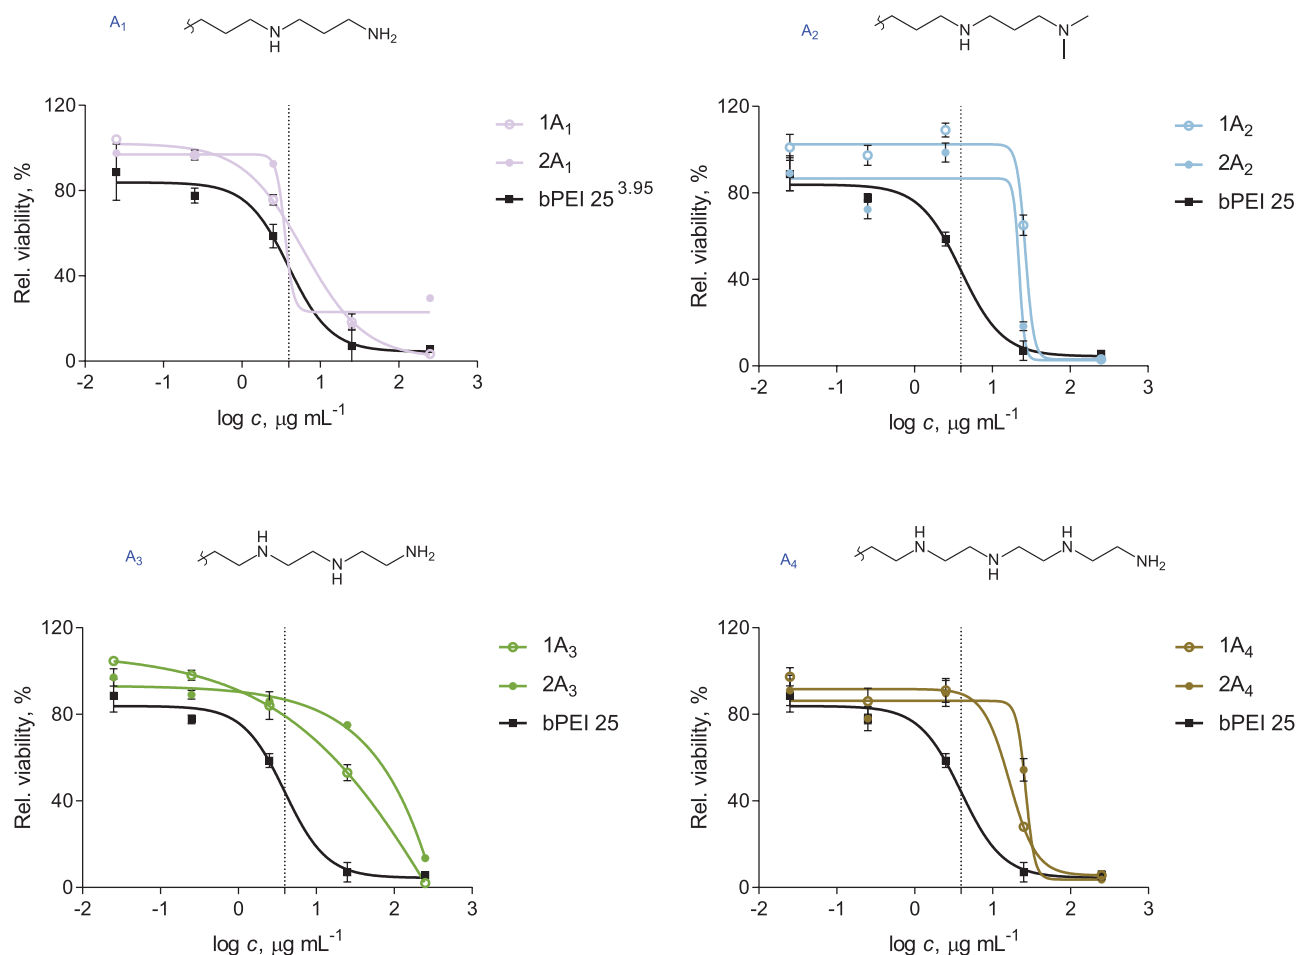 A1
N
H
NH2
120
80
40
0
-2
-1
0
1
2
3
Rel. viability, %
log c, μg mL-1
1A1
2A1
bPEI 25 3.95
A2
N
H
N
120
80
40
0
-2
-1
0
1
2
3
Rel. viability, %
log c, μg mL-1
1A2
2A2
bPEI 25
A3
H
N
N
H
NH2
120
80
40
0
-2
-1
0
1
2
3
Rel. viability, %
log c, μg mL-1
1A3
2A3
bPEI 25
A4
H
N
N
H
H
N
NH2
120
80
40
0
-2
-1
0
1
2
3
Rel. viability, %
log c, μg mL-1
1A4
2A4
bPEI 25